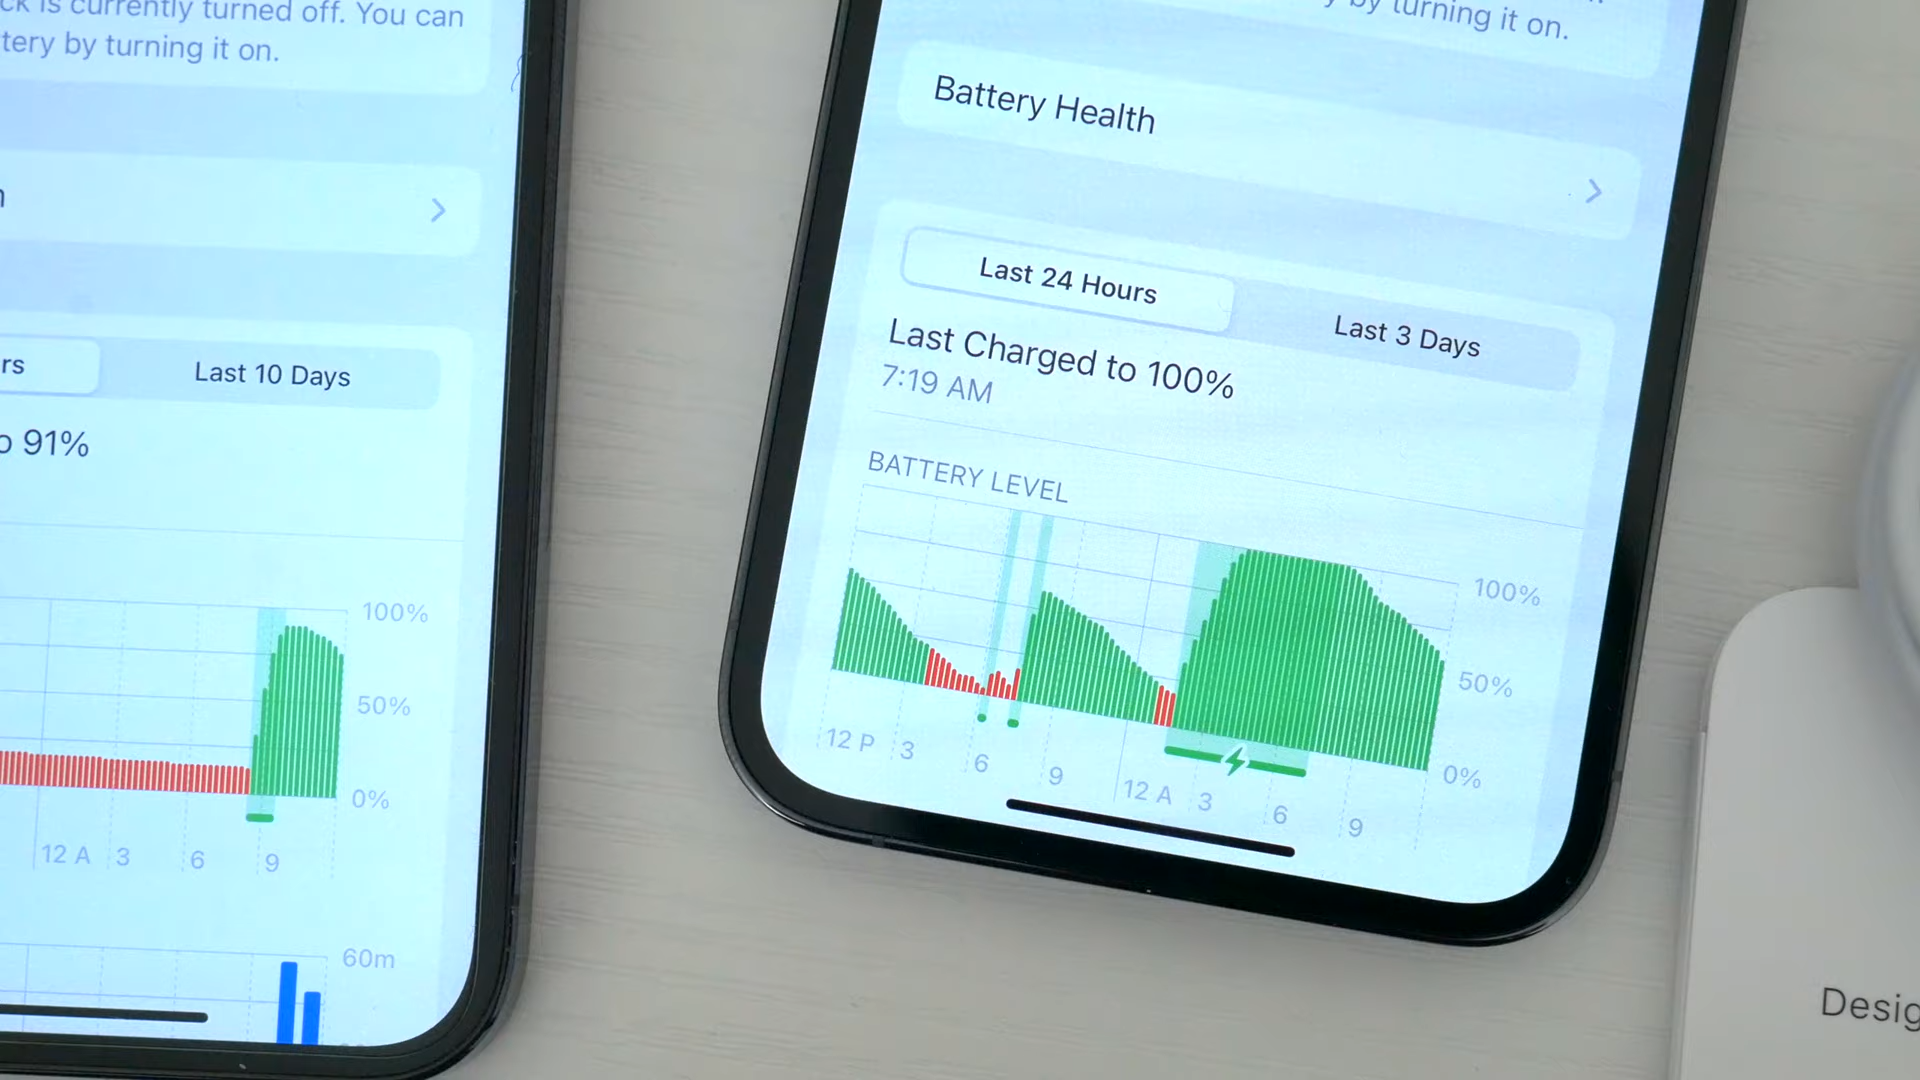 is currently turned off. You can
tery by turning it on.
rs
Last 10 Days
o 91%
100%
50%
0%
12 A
3
6
9
60m
by turning it on.
Battery Health
Last 24 Hours
Last 3 Days
Last Charged to 100%
7:19 AM
BATTERY LEVEL
100%
50%
0%
12 P
3
6
9
12 A
3
6
9
Desig